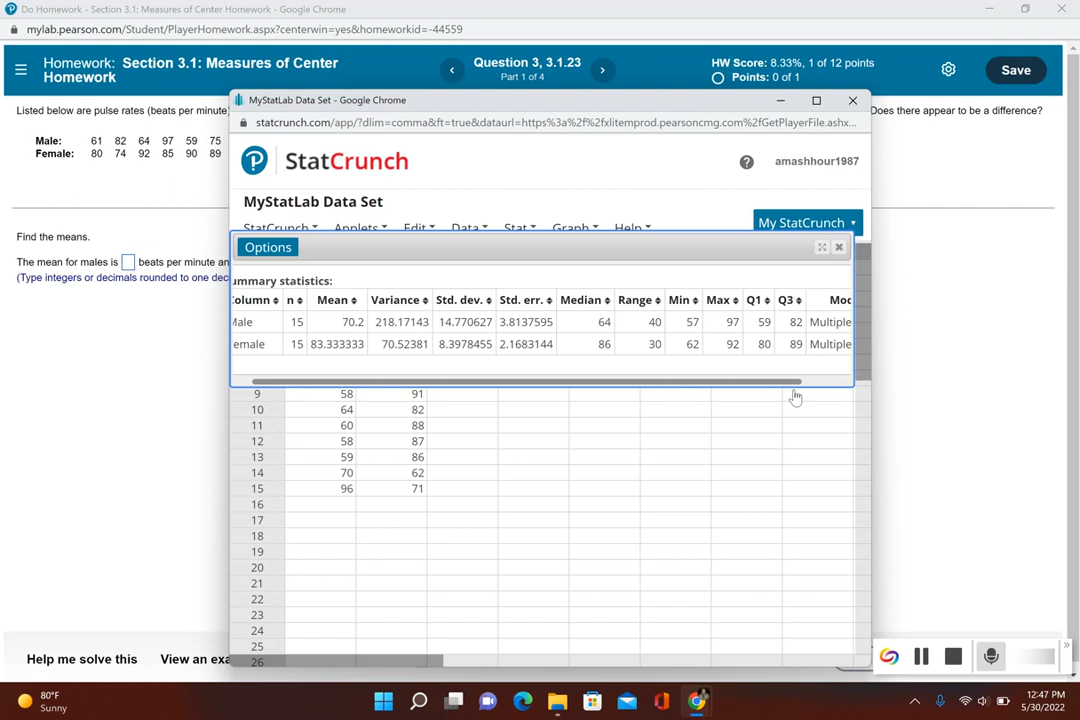 Do Homework - Section 3.1: Measures of Center Homework - Google Chrome
mylab.pearson.com/Student/PlayerHomework.aspx?centerwin=yes&homeworkid=-44559
Homework: Section 3.1: Measures of Center Homework
Question 3, 3.1.23
Part 1 of 4
HW Score: 8.33%, 1 of 12 points
Points: 0 of 1
Save
Listed below are pulse rates (beats per minute)
Does there appear to be a difference?
Male: 61 82 64 97 59 75
Female: 80 74 92 85 90 89
Find the means.
The mean for males is beats per minute an
(Type integers or decimals rounded to one dec
MyStatLab Data Set - Google Chrome
statcrunch.com/app/?dlim=comma&ft=true&dataurl=https%3a%2f%2fxlitemprod.pearsoncmg.com%2fGetPlayerFile.ashx...
P StatCrunch
? amashhour1987
MyStatLab Data Set
StatCrunch Applets Edit Data Stat Graph Help
My StatCrunch
Options
ummary statistics:
olumn n Mean Variance Std. dev. Std. err. Median Range Min Max Q1 Q3 Moc
Male 15 70.2 218.17143 14.770627 3.8137595 64 40 57 97 59 82 Multiple
emale 15 83.333333 70.52381 8.3978455 2.1683144 86 30 62 92 80 89 Multiple
9 58 91
10 64 82
11 60 88
12 58 87
13 59 86
14 70 62
15 96 71
16
17
18
19
20
21
22
23
24
25
26
Help me solve this
View an exa
80°F
Sunny
12:47 PM
5/30/2022